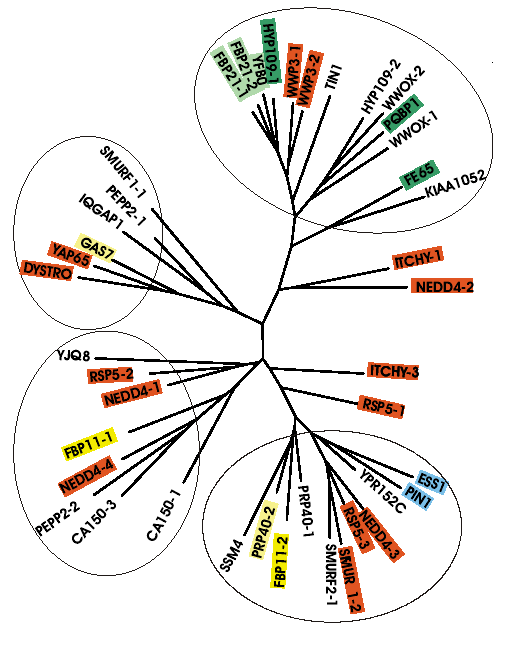 FBP21-1
FBP21-2
YFB0
HYP109-1
WWP3-1
WWP3-2
TIN1
HYP109-2
WWOX-2
PQBP1
WWOX-1
FE65
KIAA1052
SMURF1-1
PEPP2-1
IQGAP1
GAS7
YAP65
DYSTRO
ITCHY-1
NEDD4-2
YJQ8
RSP5-2
NEDD4-1
ITCHY-3
RSP5-1
FBP11-1
NEDD4-4
PEPP2-2
CA150-3
CA150-1
SSM4
PRP40-2
FBP11-2
PRP40-1
SMURF2-1
SMUR 1-2
RSP5-3
NEDD4-3
YPR152C
PIN1
ESS1